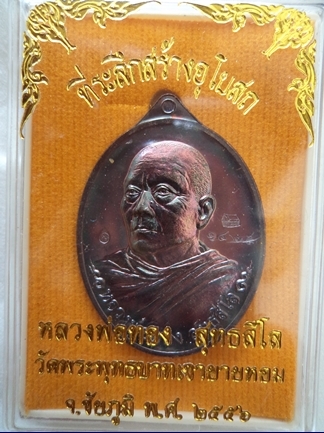 ที่ระลึกสร้างอุโบสถ
หลวงพ่อทอง สุทธสีโล
วัดพระพุทธบาทเขายายหอม
จ.ชัยภูมิ พ.ศ. ๒๕๕๖